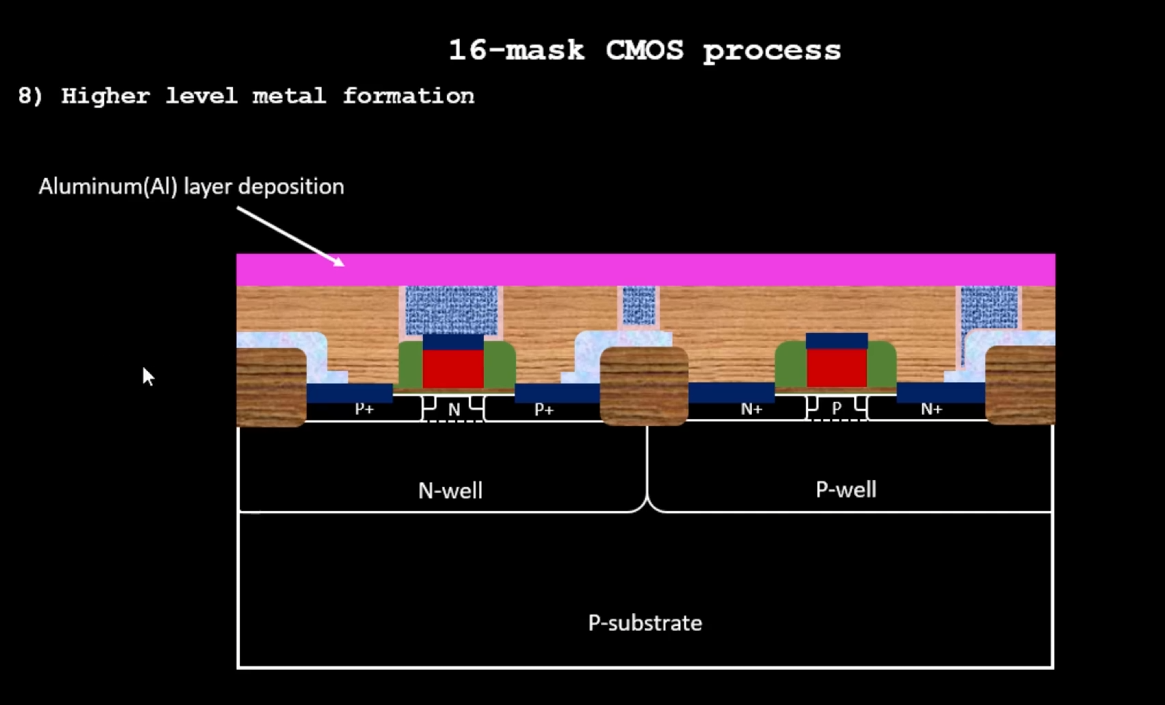 16-mask CMOS process
8) Higher level metal formation
Aluminum(Al) layer deposition
P+ N P+ N+ P N+
N-well P-well
P-substrate